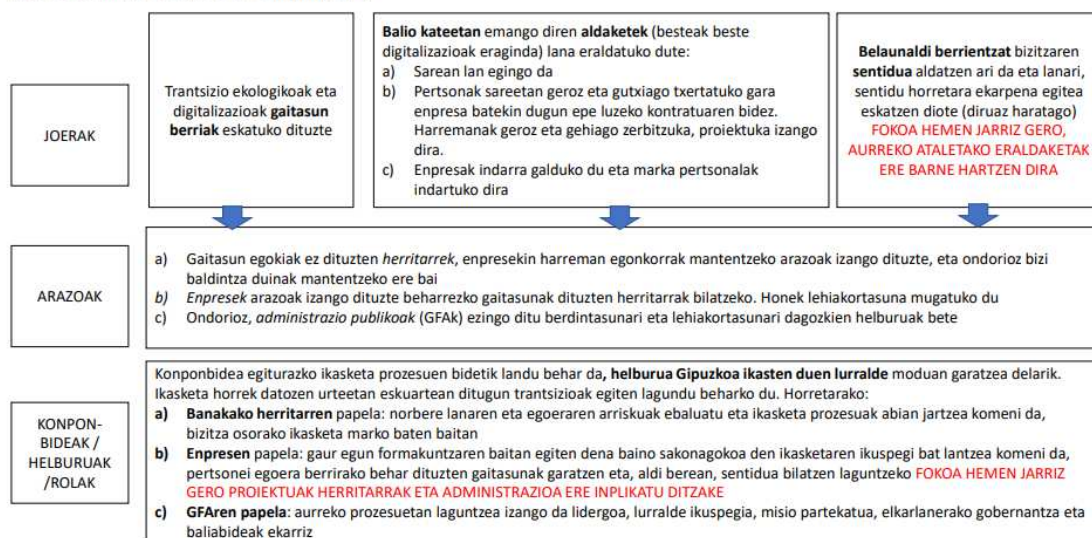 JOERAK
Trantsizio ekologikoak eta
digitalizazioak gaitasun
berriak eskatuko dituzte
Balio kateetan emango diren aldaketek (besteak beste
digitalizazioak eraginda) lana eraldatuko dute:
a) Sarean lan egingo da
b) Pertsonak sareetan geroz eta gutxiago txertatuko gara
enpresa batekin dugun epe luzeko kontratuaren bidez.
Harremanak geroz eta gehiago zerbitzuka, proiektuka izango
dira.
c) Enpresak indarra galduko du eta marka pertsonalak
indartuko dira
Belaunaldi berrientzat bizitzaren
sentidua aldatzen ari da eta lanari,
sentidu horretara ekarpena egitea
eskatzen diote (diruaz haratago)
FOKOA HEMEN JARRIZ GERO,
AURREKO ATALETAKO ERALDAKETAK
ERE BARNE HARTZEN DIRA
ARAZOAK
a) Gaitasun egokiak ez dituzten herritarrek, enpresekin harreman egonkorrak mantentzeko arazoak izango dituzte, eta ondorioz bizi
baldintza duinak mantentzeko ere bai
b) Enpresek arazoak izango dituzte beharrezko gaitasunak dituzten herritarrak bilatzeko. Honek lehiakortasuna mugatuko du
c) Ondorioz, administrazio publikoak (GFAk) ezingo ditu berdintasunari eta lehiakortasunari dagozkien helburuak bete
KONPON-
BIDEAK /
HELBURUAK
/ROLAK
Konponbidea egiturazko ikasketa prozesuen bidetik landu behar da, helburua Gipuzkoa ikasten duen lurralde moduan garatzea delarik.
Ikasketa horrek datozen urteetan eskuartean ditugun trantsizioak egiten lagundu beharko du. Horretarako:
a) Banakako herritarren papela: norbere lanaren eta egoeraren arriskuak ebaluatu eta ikasketa prozesuak abian jartzea komeni da,
bizitza osorako ikasketa marko baten baitan
b) Enpresen papela: gaur egun formakuntzaren baitan egiten dena baino sakonagokoa den ikasketaren ikuspegi bat lantzea komeni da,
pertsonei egoera berrirako behar dituzten gaitasunak garatzen eta, aldi berean, sentidua bilatzen laguntzeko FOKOA HEMEN JARRIZ
GERO PROIEKTUAK HERRITARRAK ETA ADMINISTRAZIOA ERE INPLIKATU DITZAKE
c) GFAren papela: aurreko prozesuetan laguntzea izango da lidergoa, lurralde ikuspegia, misio partekatua, elkarlanerako gobernantza eta
baliabideak ekarriz